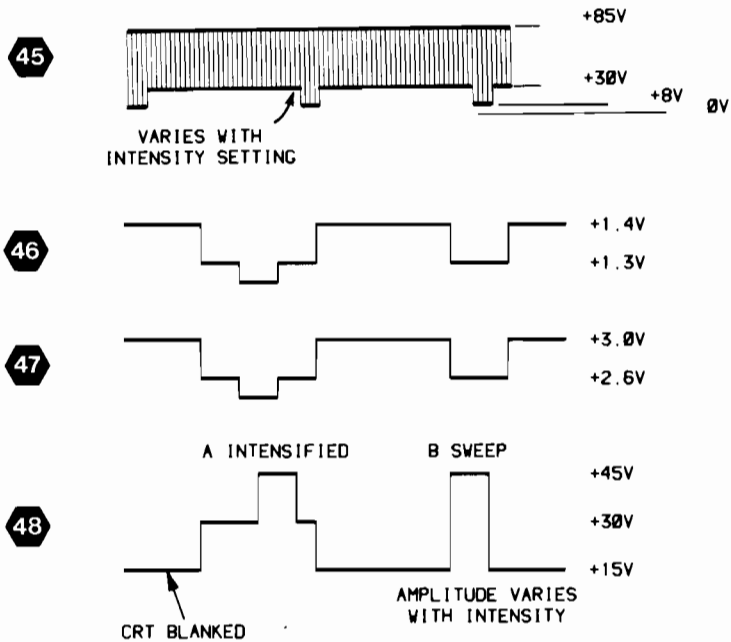 +85V
45
+30V
+8V
0V
VARIES WITH
INTENSITY SETTING
46
+1.4V
+1.3V
47
+3.0V
+2.6V
A INTENSIFIED
B SWEEP
+45V
48
+30V
+15V
AMPLITUDE VARIES
WITH INTENSITY
CRT BLANKED